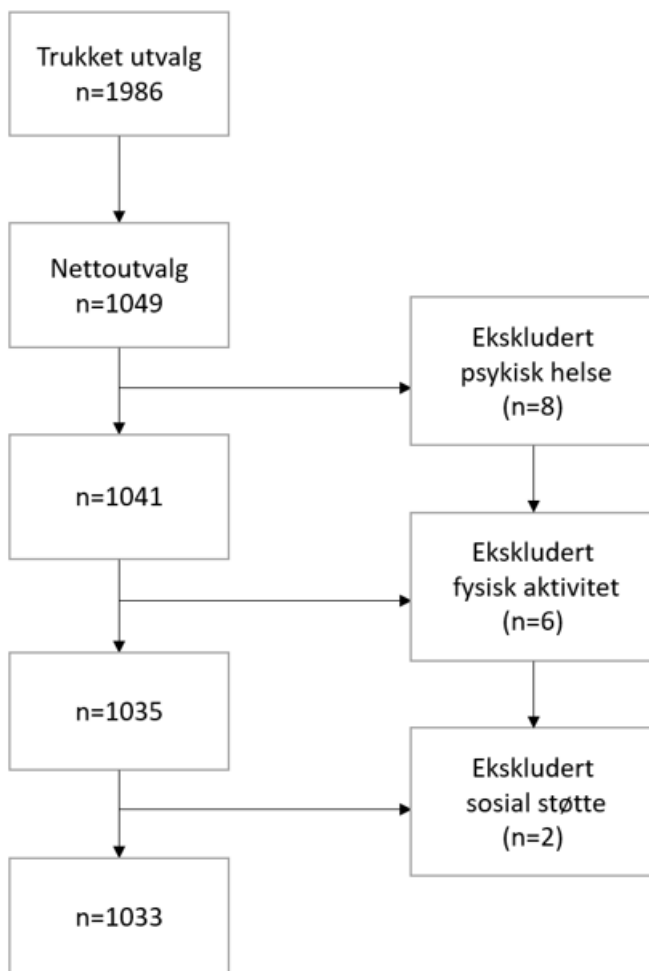 Trukket utvalg
n=1986
Nettoutvalg
n=1049
Ekskludert
psykisk helse
(n=8)
n=1041
Ekskludert
fysisk aktivitet
(n=6)
n=1035
Ekskludert
sosial støtte
(n=2)
n=1033